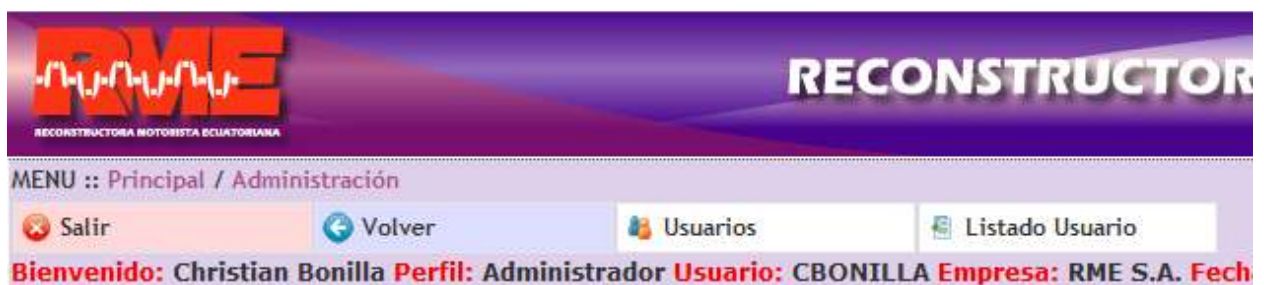 RME
RECONSTRUCTORA MOTORISTA ECUATORIANA
RECONSTRUCTOR
MENU :: Principal / Administración
Salir Volver Usuarios Listado Usuario
Bienvenido: Christian Bonilla Perfil: Administrador Usuario: CBONILLA Empresa: RME S.A. Fech